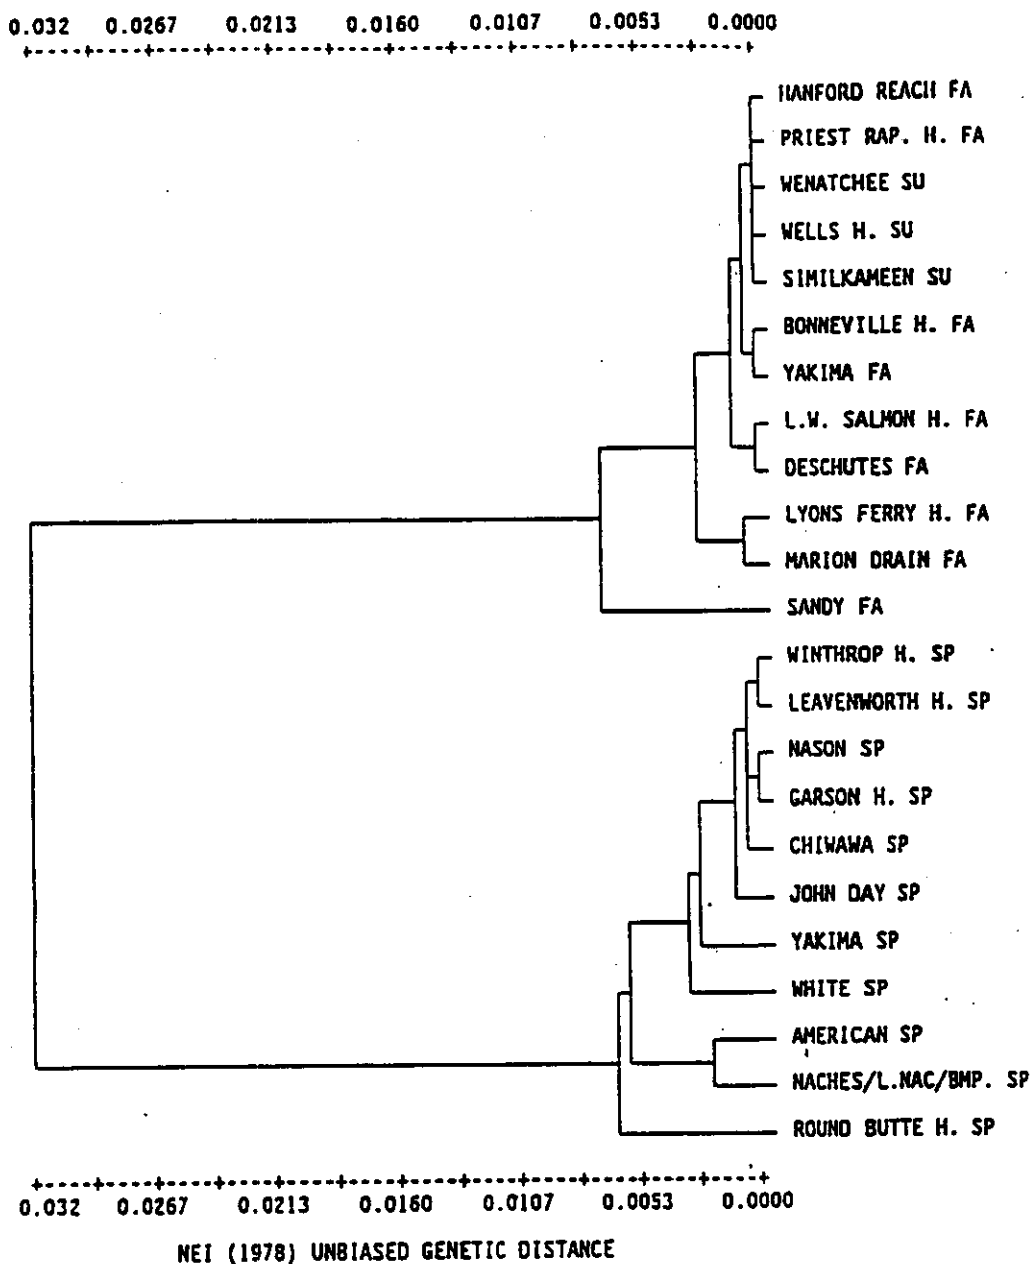 0.032 0.0267 0.0213 0.0160 0.0107 0.0053 0.0000
HANFORD REACH FA
PRIEST RAP. H. FA
WENATCHEE SU
WELLS H. SU
SIMILKAMEEN SU
BONNEVILLE H. FA
YAKIMA FA
L.W. SALMON H. FA
DESCHUTES FA
LYONS FERRY H. FA
MARION DRAIN FA
SANDY FA
WINTHROP H. SP
LEAVENWORTH H. SP
NASON SP
GARSON H. SP
CHIWAWA SP
JOHN DAY SP
YAKIMA SP
WHITE SP
AMERICAN SP
NACHES/L.NAC/BMP. SP
ROUND BUTTE H. SP
0.032 0.0267 0.0213 0.0160 0.0107 0.0053 0.0000
NEI (1978) UNBIASED GENETIC DISTANCE